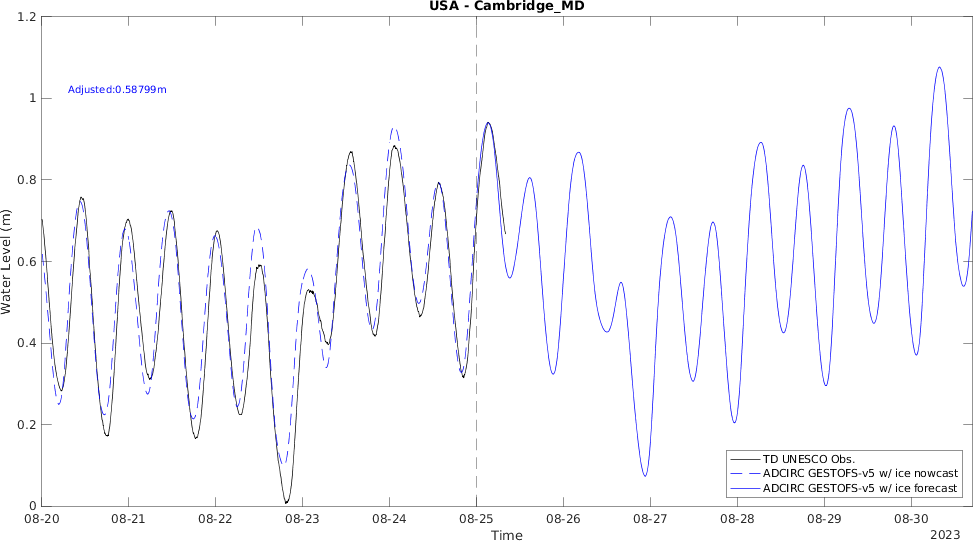 USA - Cambridge_MD
1.2
1
0.8
0.6
0.4
0.2
0
Water Level (m)
Adjusted:0.58799m
TD UNESCO Obs.
ADCIRC GESTOFS-v5 w/ ice nowcast
ADCIRC GESTOFS-v5 w/ ice forecast
08-20 08-21 08-22 08-23 08-24 08-25 08-26 08-27 08-28 08-29 08-30
Time
2023